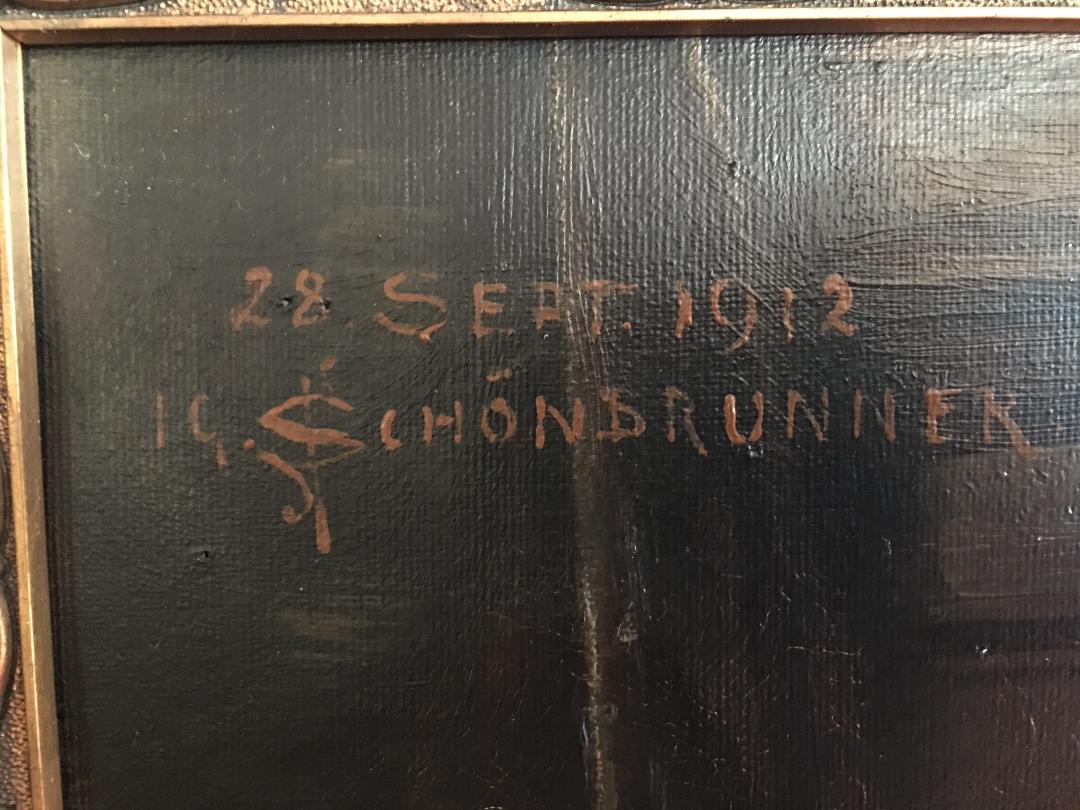 28. SEPT. 1912
IG. SCHÖNBRUNNER.